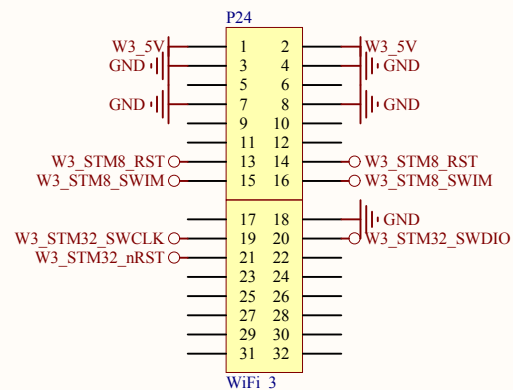 P24
W3_5V 1 2 W3_5V
GND 3 4 GND
5 6
GND 7 8 GND
9 10
11 12
W3_STM8_RST 13 14 W3_STM8_RST
W3_STM8_SWIM 15 16 W3_STM8_SWIM
17 18 GND
W3_STM32_SWCLK 19 20 W3_STM32_SWDIO
W3_STM32_nRST 21 22
23 24
25 26
27 28
29 30
31 32
WiFi_3